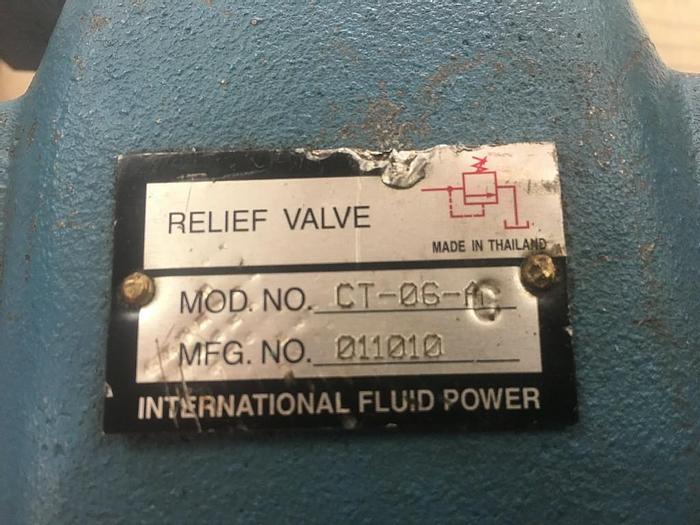 RELIEF VALVE
MADE IN THAILAND
MOD. NO. CT-06-A
MFG. NO. 011010
INTERNATIONAL FLUID POWER